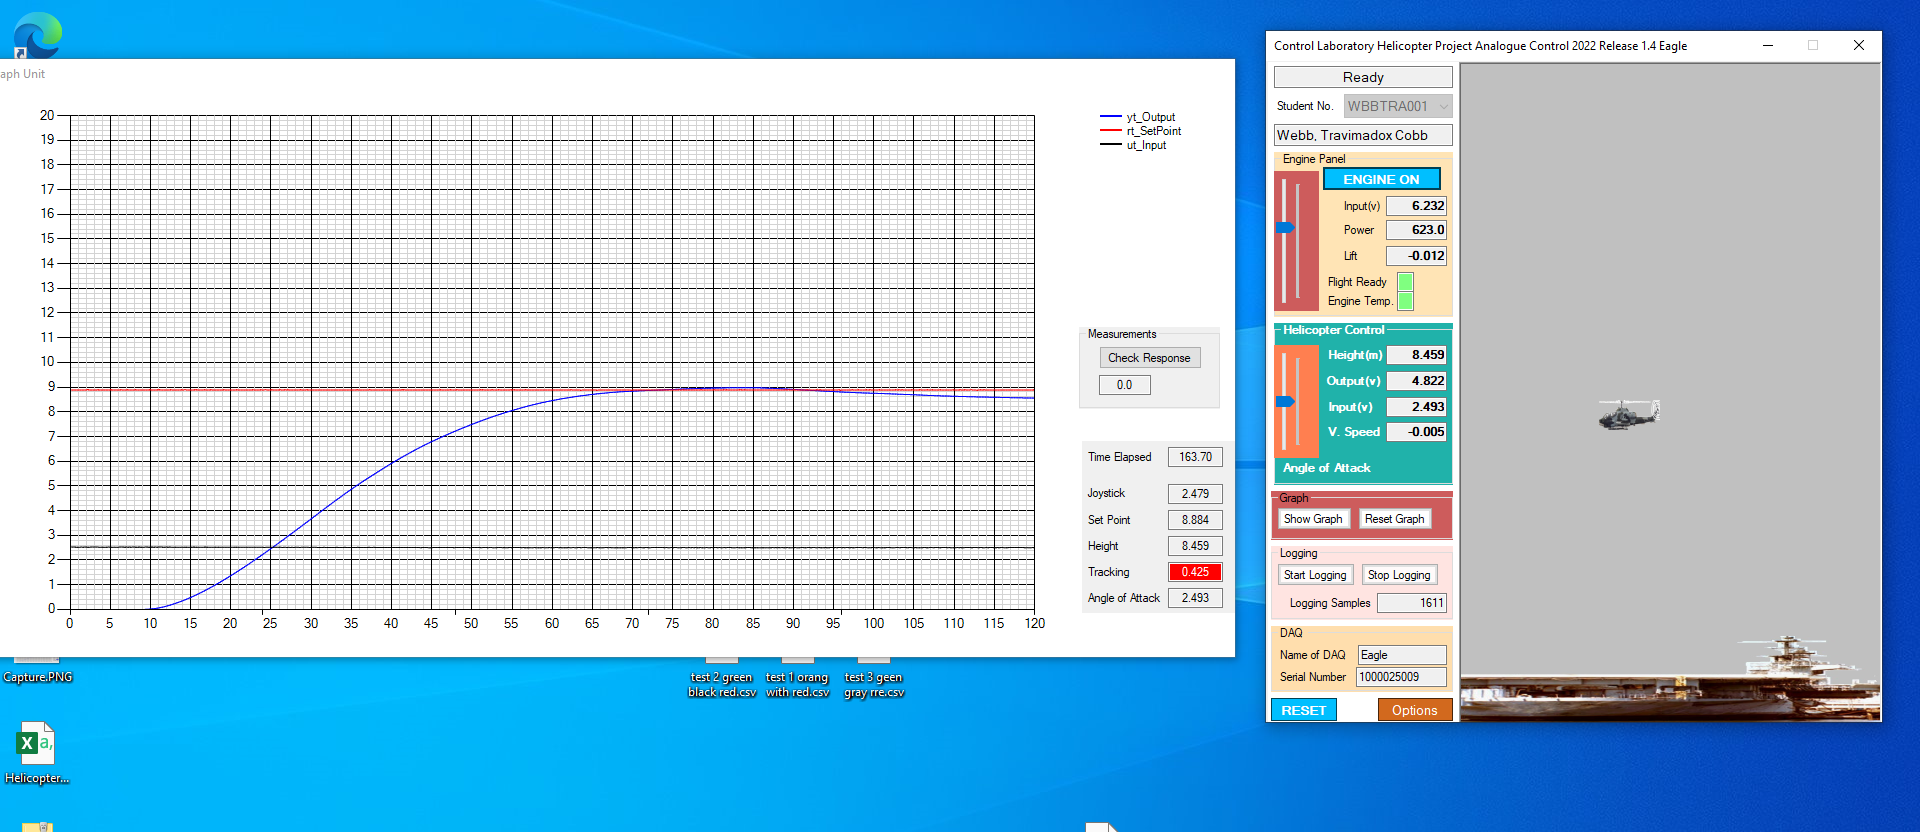 aph Unit
20
19
18
17
16
15
14
13
12
11
10
9
8
7
6
5
4
3
2
1
0
0 5 10 15 20 25 30 35 40 45 50 55 60 65 70 75 80 85 90 95 100 105 110 115 120
yt_Output
rt_SetPoint
ut_Input
Measurements
Check Response
0.0
Time Elapsed 163.70
Joystick 2.479
Set Point 8.884
Height 8.459
Tracking 0.425
Angle of Attack 2.493
Capture.PNG
test 2 green
black red.csv
test 1 orang
with red.csv
test 3 geen
gray rre.csv
X a,
Helicopter...
Control Laboratory Helicopter Project Analogue Control 2022 Release 1.4 Eagle
Ready
Student No. WBBTRA001
Webb, Travimadox Cobb
Engine Panel
ENGINE ON
Input(v) 6.232
Power 623.0
Lift -0.012
Flight Ready
Engine Temp.
Helicopter Control
Height(m) 8.459
Output(v) 4.822
Input(v) 2.493
V. Speed -0.005
Angle of Attack
Graph
Show Graph Reset Graph
Logging
Start Logging Stop Logging
Logging Samples 1611
DAQ
Name of DAQ Eagle
Serial Number 1000025009
RESET Options